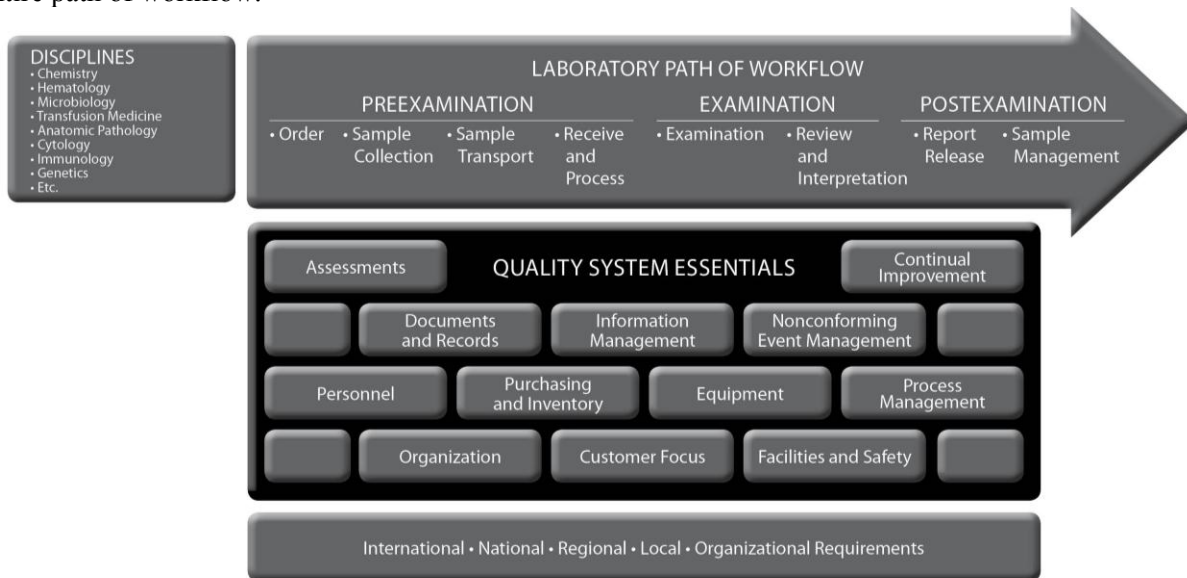 DISCIPLINES
• Chemistry
• Hematology
• Microbiology
• Transfusion Medicine
• Anatomic Pathology
• Cytology
• Immunology
• Genetics
• Etc.
LABORATORY PATH OF WORKFLOW
PREEXAMINATION
• Order
• Sample
Collection
• Sample
Transport
• Receive
and
Process
EXAMINATION
• Examination
• Review
and
Interpretation
POSTEXAMINATION
• Report
Release
• Sample
Management
Assessments
QUALITY SYSTEM ESSENTIALS
Continual
Improvement
Documents
and Records
Information
Management
Nonconforming
Event Management
Personnel
Purchasing
and Inventory
Equipment
Process
Management
Organization
Customer Focus
Facilities and Safety
International • National • Regional • Local • Organizational Requirements